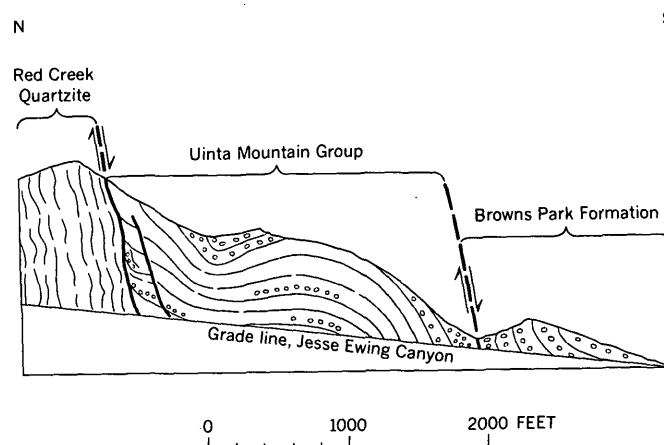 N
S
Red Creek
Quartzite
Uinta Mountain Group
Browns Park Formation
Grade line, Jesse Ewing Canyon
0 1000 2000 FEET